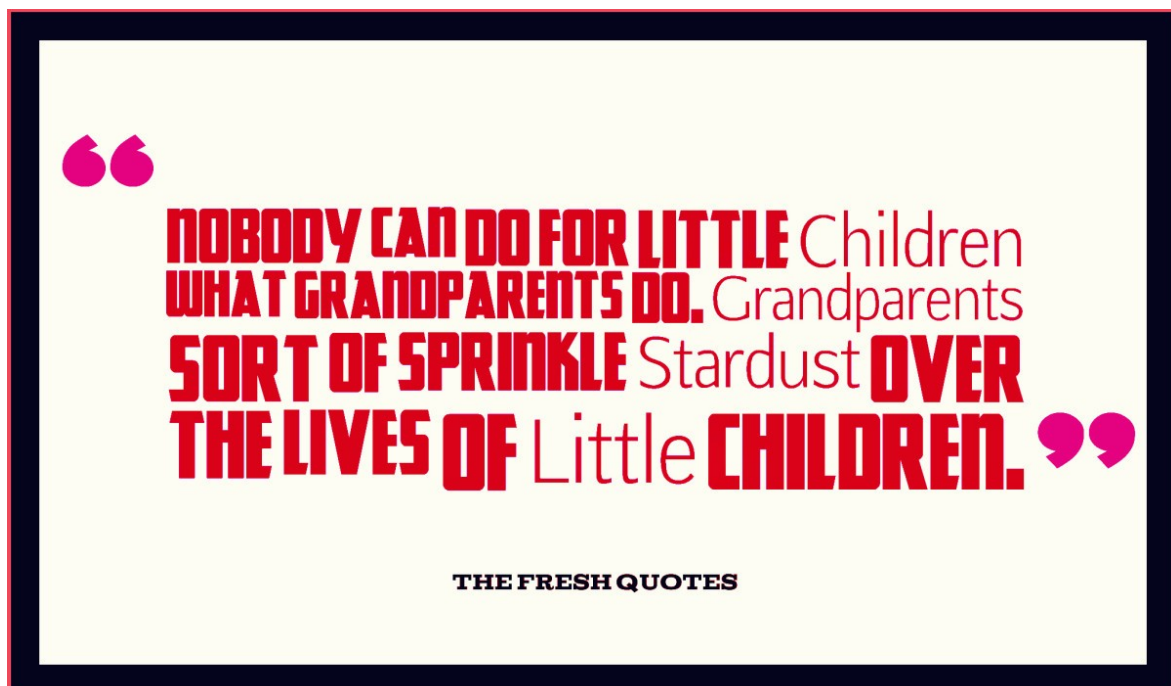 “
NOBODY CAN DO FOR LITTLE Children
WHAT GRANDPARENTS DO. Grandparents
SORT OF SPRINKLE Stardust OVER
THE LIVES OF Little CHILDREN. ”
THE FRESH QUOTES